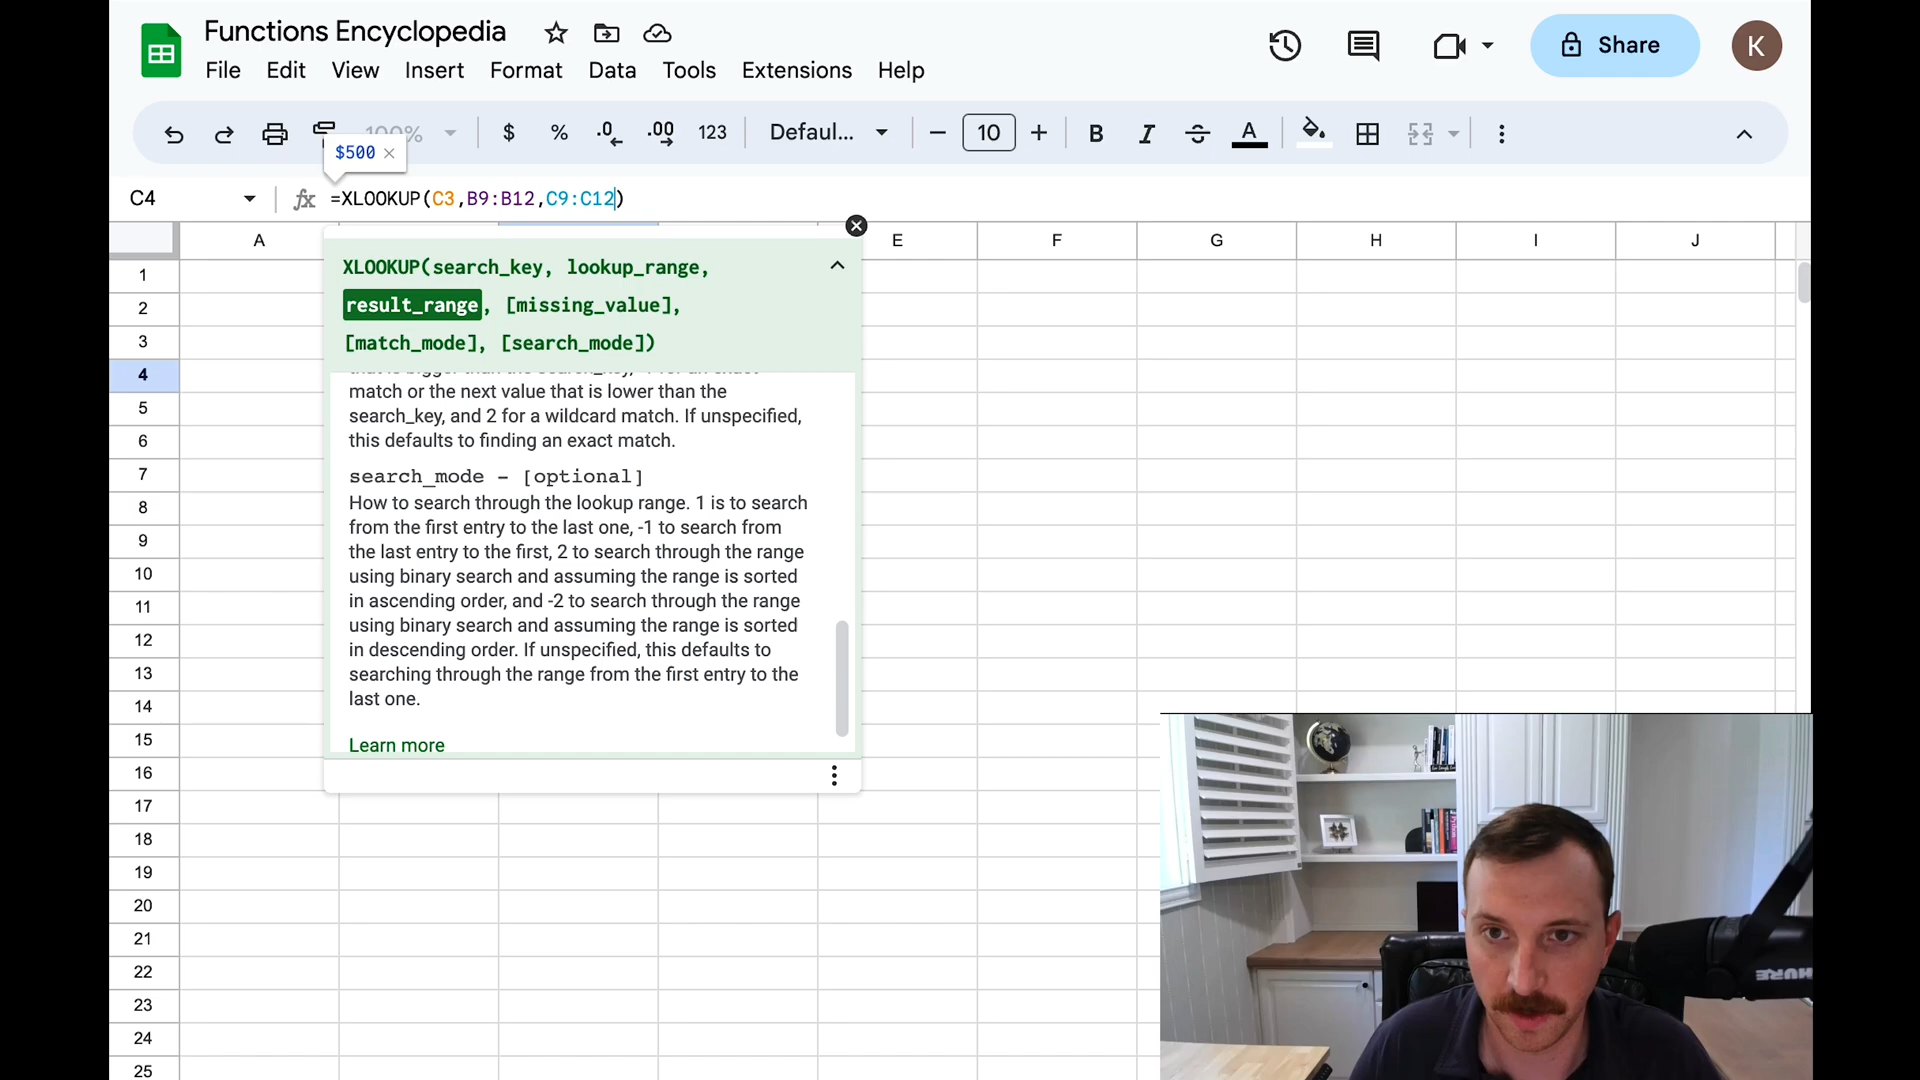 Functions Encyclopedia
File Edit View Insert Format Data Tools Extensions Help
Share
K
100%
$ % .0 .00 123 Defaul... 10 B I A
$500
C4 fx =XLOOKUP(C3,B9:B12,C9:C12)
A E F G H I J
XLOOKUP(search_key, lookup_range,
result_range, [missing_value],
[match_mode], [search_mode])
match or the next value that is lower than the
search_key, and 2 for a wildcard match. If unspecified,
this defaults to finding an exact match.
search_mode - [optional]
How to search through the lookup range. 1 is to search
from the first entry to the last one, -1 to search from
the last entry to the first, 2 to search through the range
using binary search and assuming the range is sorted
in ascending order, and -2 to search through the range
using binary search and assuming the range is sorted
in descending order. If unspecified, this defaults to
searching through the range from the first entry to the
last one.
Learn more
1
2
3
4
5
6
7
8
9
10
11
12
13
14
15
16
17
18
19
20
21
22
23
24
25
SHURE